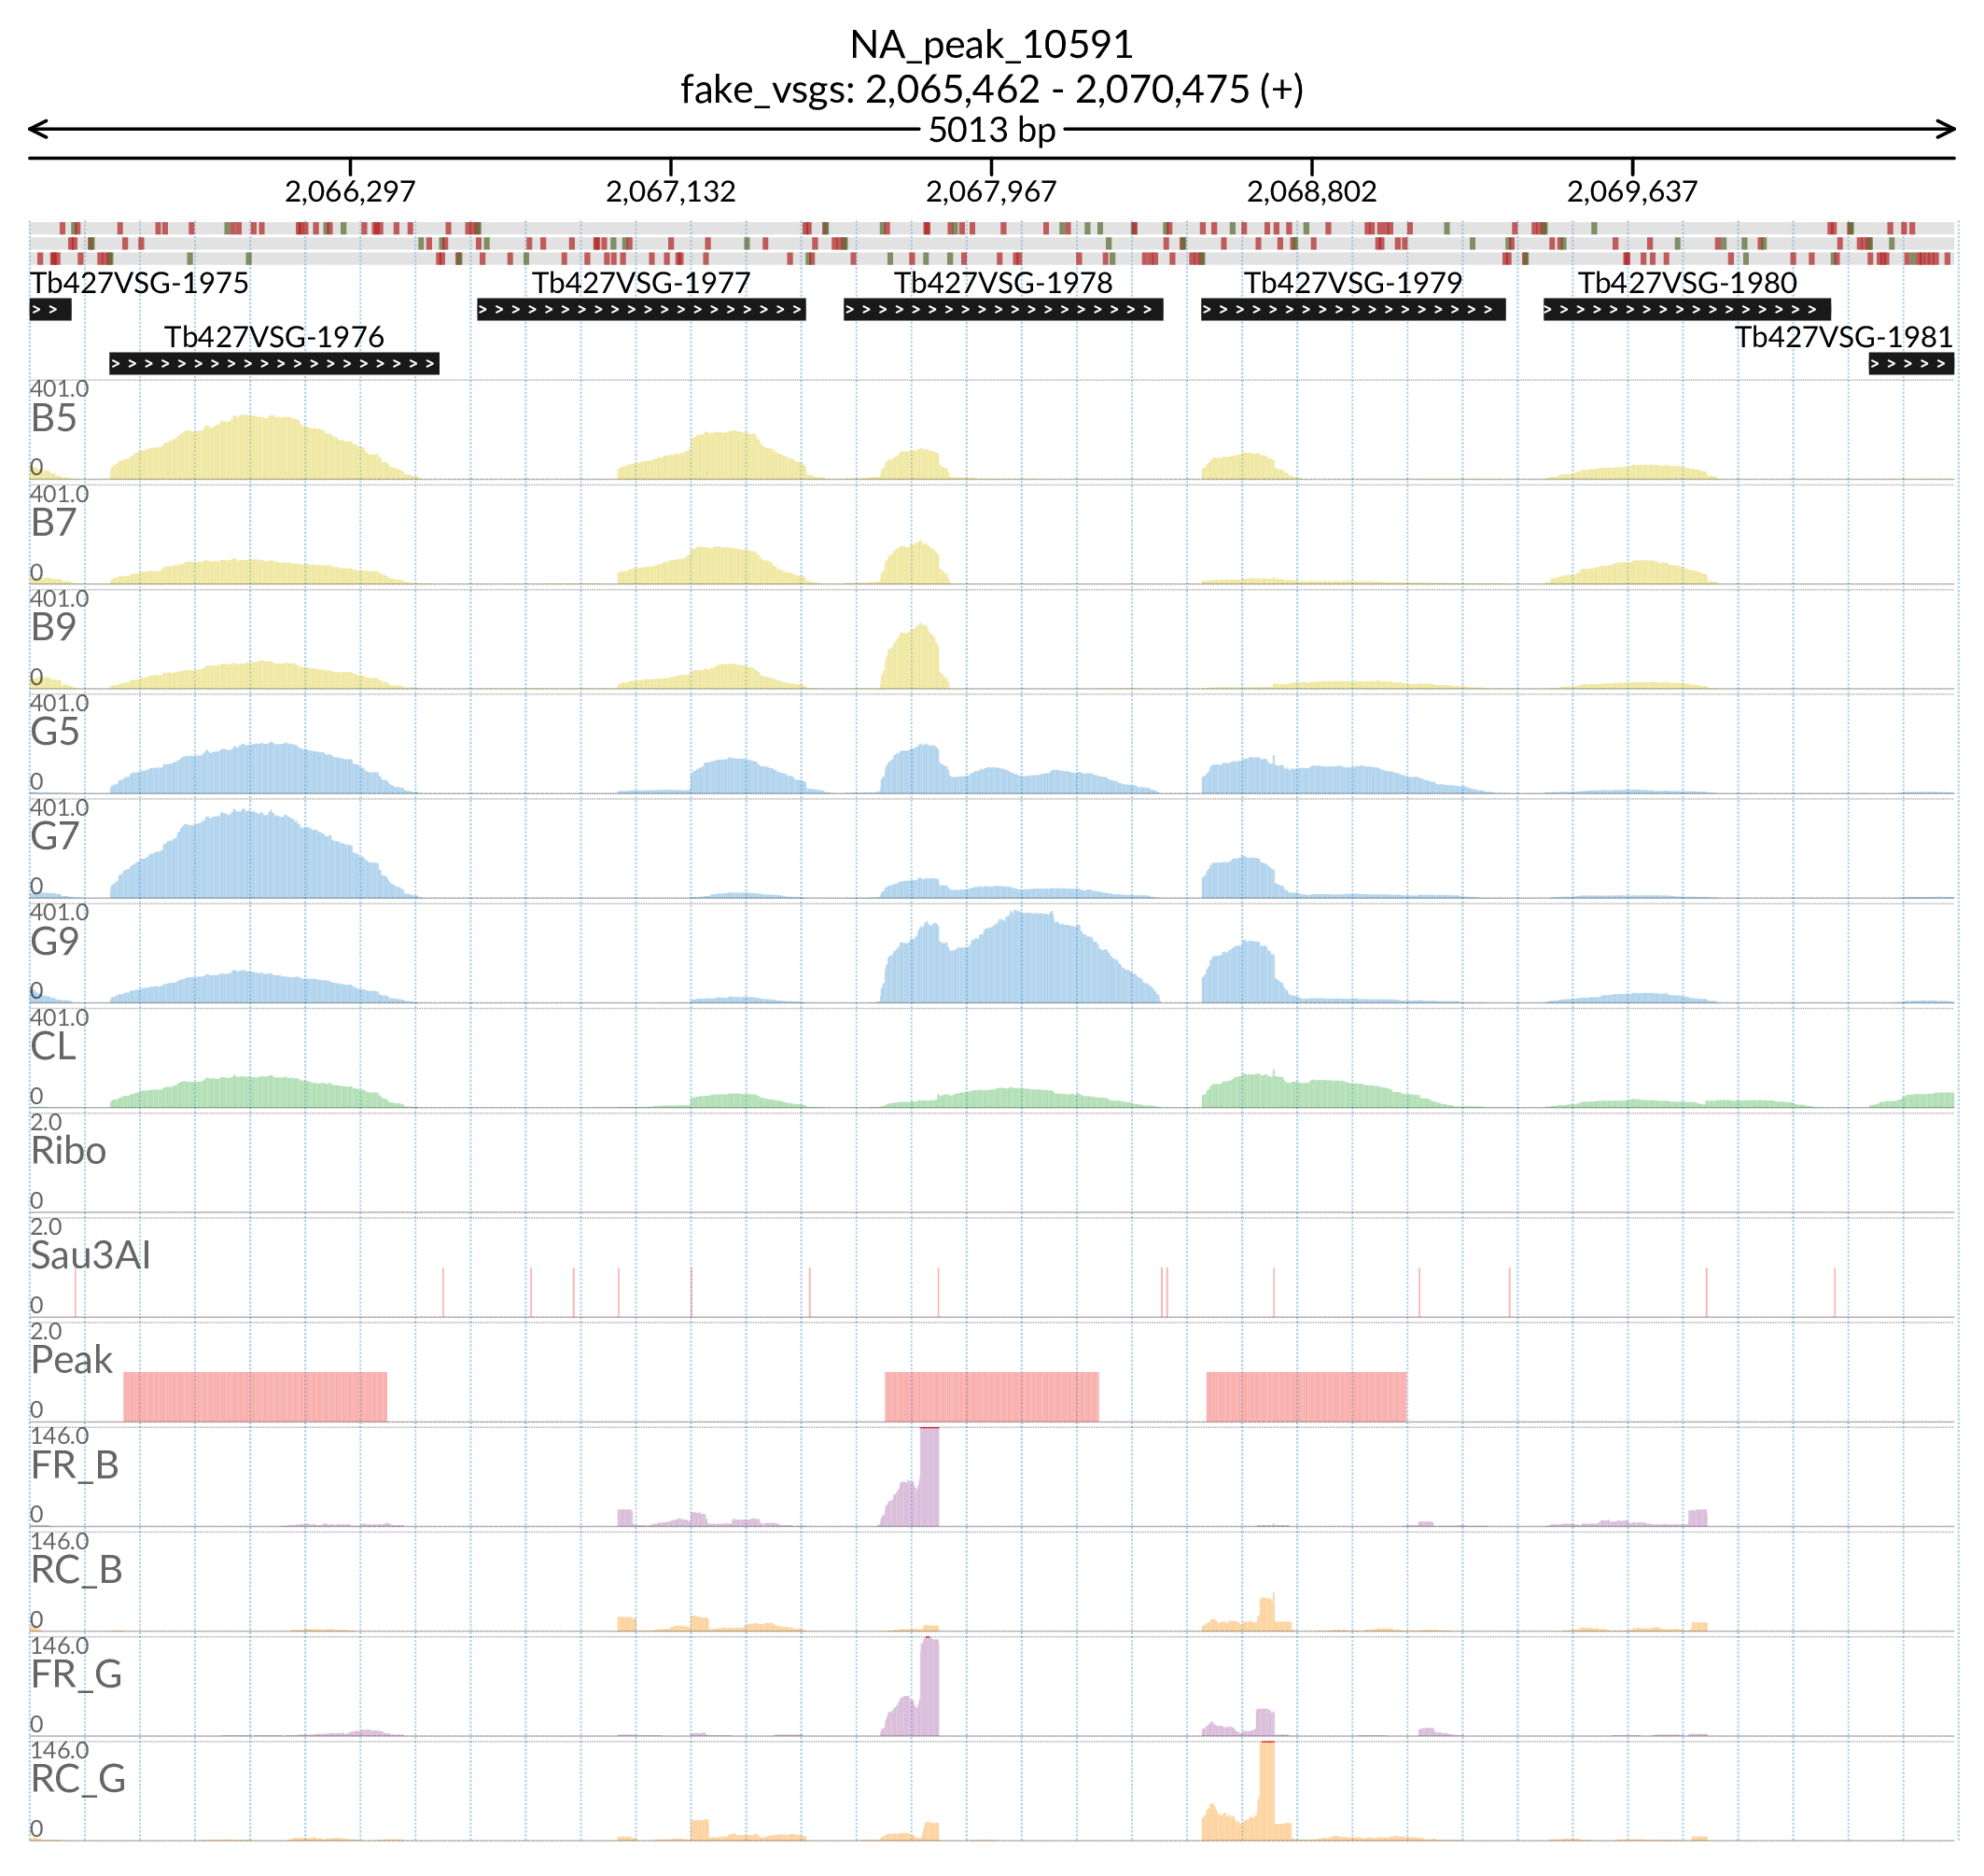 NA_peak_10591
fake_vsgs: 2,065,462 - 2,070,475 (+)
5013 bp
2,066,297 2,067,132 2,067,967 2,068,802 2,069,637
Tb427VSG-1975 Tb427VSG-1977 Tb427VSG-1978 Tb427VSG-1979 Tb427VSG-1980
Tb427VSG-1976 Tb427VSG-1981
401.0
B5
0
401.0
B7
0
401.0
B9
0
401.0
G5
0
401.0
G7
0
401.0
G9
0
401.0
CL
0
2.0
Ribo
0
2.0
Sau3AI
0
2.0
Peak
0
146.0
FR_B
0
146.0
RC_B
0
146.0
FR_G
0
146.0
RC_G
0